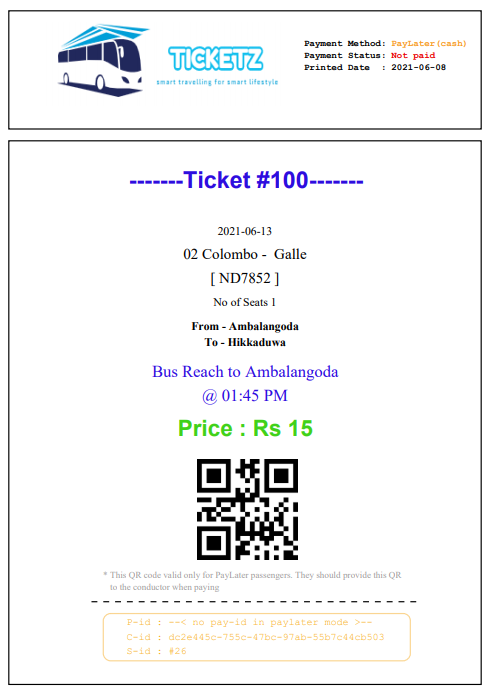 TICKETZ
smart travelling for smart lifestyle
Payment Method: PayLater(cash)
Payment Status: Not paid
Printed Date : 2021-06-08
-------Ticket #100-------
2021-06-13
02 Colombo - Galle
[ ND7852 ]
No of Seats 1
From - Ambalangoda
To - Hikkaduwa
Bus Reach to Ambalangoda
@ 01:45 PM
Price : Rs 15
* This QR code valid only for PayLater passengers. They should provide this QR
to the conductor when paying
P-id : --< no pay-id in paylater mode >--
C-id : dc2e445c-755c-47bc-97ab-55b7c44cb503
S-id : #26